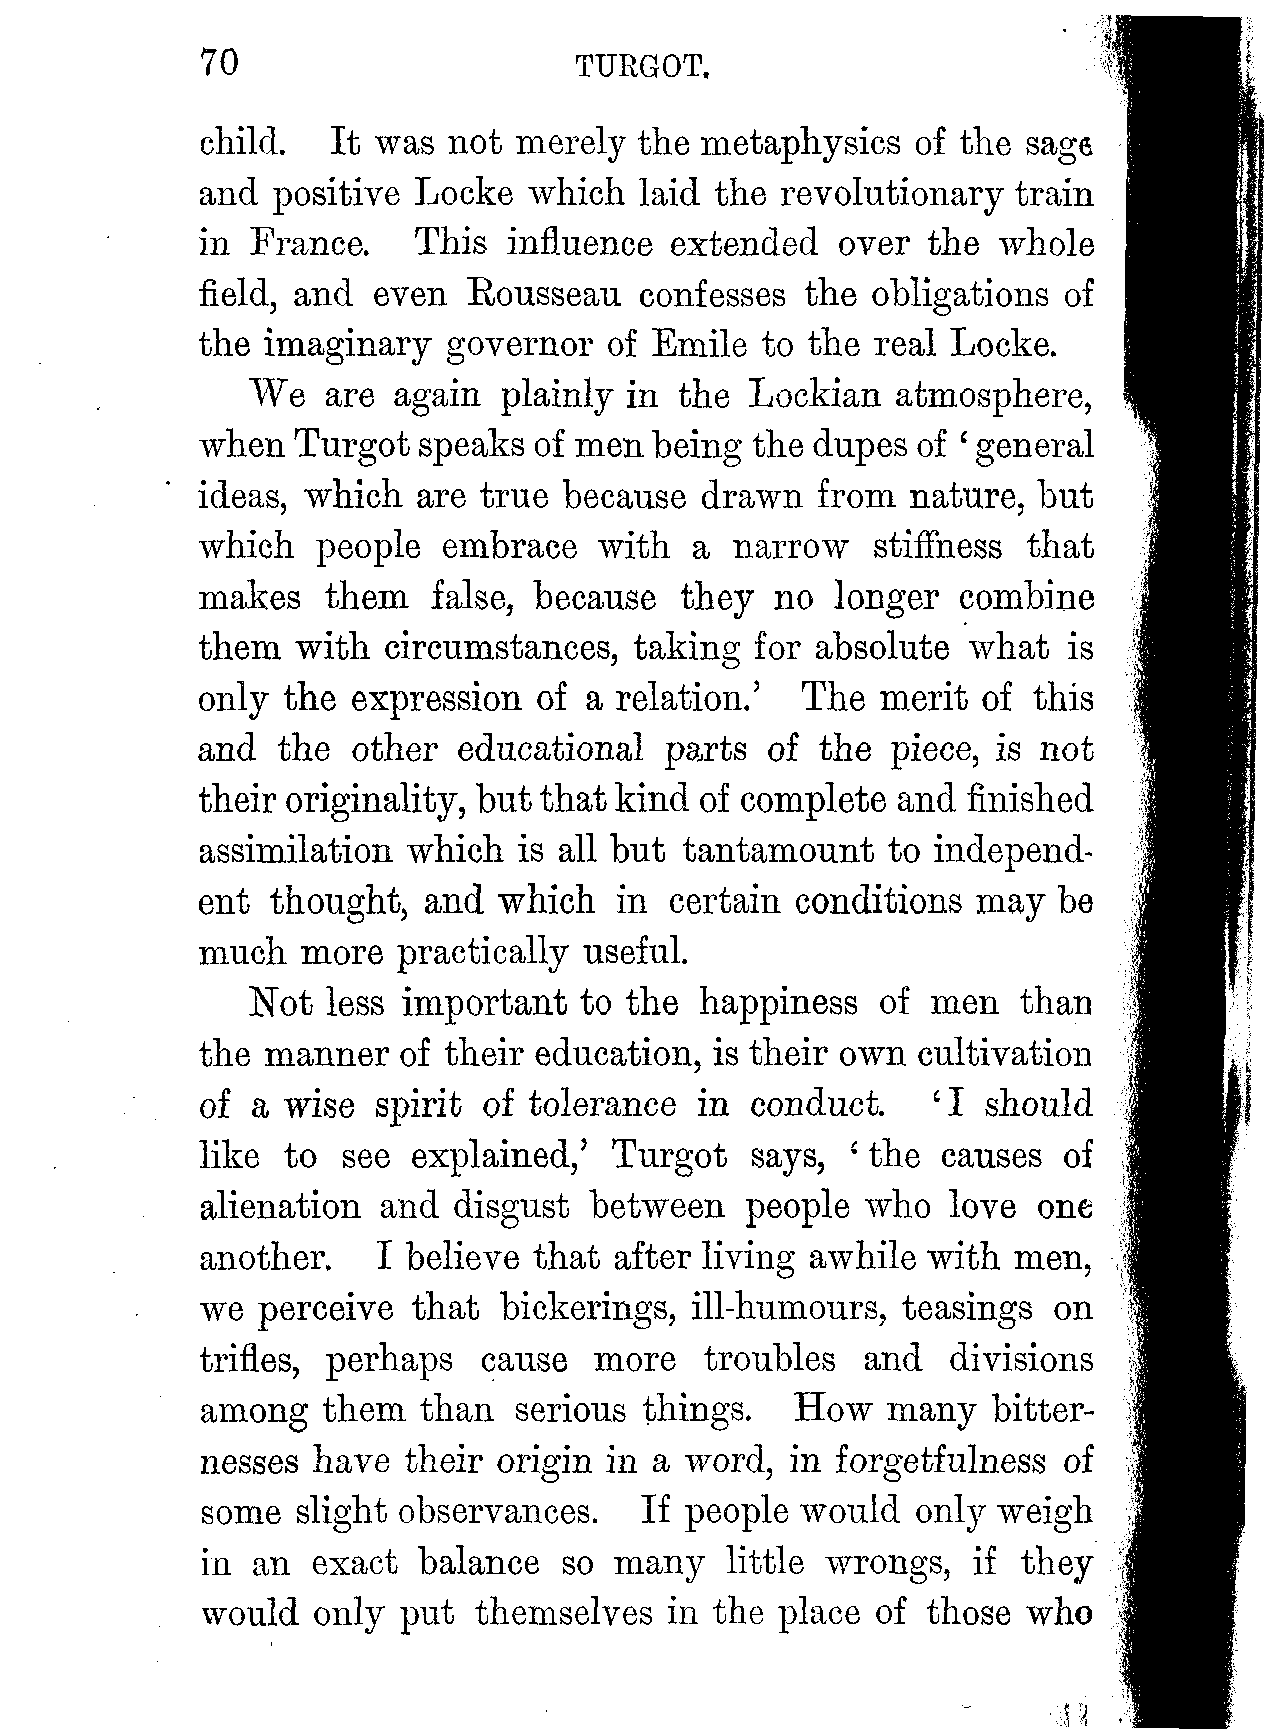 70 TURGOT.
child. It was not merely the metaphysics of the sage
and positive Locke which laid the revolutionary train
in France. This influence extended over the whole
field, and even Rousseau confesses the obligations of
the imaginary governor of Emile to the real Locke.
We are again plainly in the Lockian atmosphere,
when Turgot speaks of men being the dupes of ‘general
ideas, which are true because drawn from nature, but
which people embrace with a narrow stiffness that
makes them false, because they no longer combine
them with circumstances, taking for absolute what is
only the expression of a relation.’ The merit of this
and the other educational parts of the piece, is not
their originality, but that kind of complete and finished
assimilation which is all but tantamount to independ-
ent thought, and which in certain conditions may be
much more practically useful.
Not less important to the happiness of men than
the manner of their education, is their own cultivation
of a wise spirit of tolerance in conduct. ‘I should
like to see explained,’ Turgot says, ‘the causes of
alienation and disgust between people who love one
another. I believe that after living awhile with men,
we perceive that bickerings, ill-humours, teasings on
trifles, perhaps cause more troubles and divisions
among them than serious things. How many bitter-
nesses have their origin in a word, in forgetfulness of
some slight observances. If people would only weigh
in an exact balance so many little wrongs, if they
would only put themselves in the place of those who